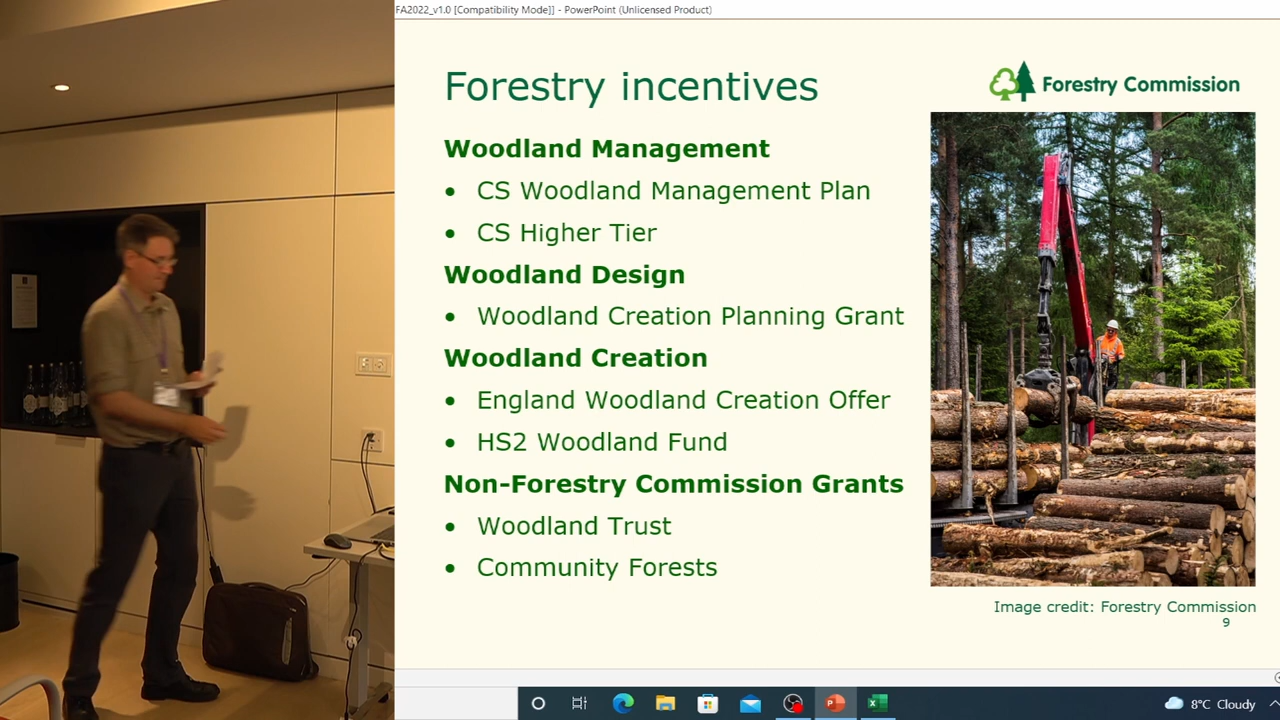 FA2022_v1.0 [Compatibility Mode]] - PowerPoint (Unlicensed Product)
Forestry incentives
Forestry Commission
Woodland Management
• CS Woodland Management Plan
• CS Higher Tier
Woodland Design
• Woodland Creation Planning Grant
Woodland Creation
• England Woodland Creation Offer
• HS2 Woodland Fund
Non-Forestry Commission Grants
• Woodland Trust
• Community Forests
Image credit: Forestry Commission
9
8°C Cloudy